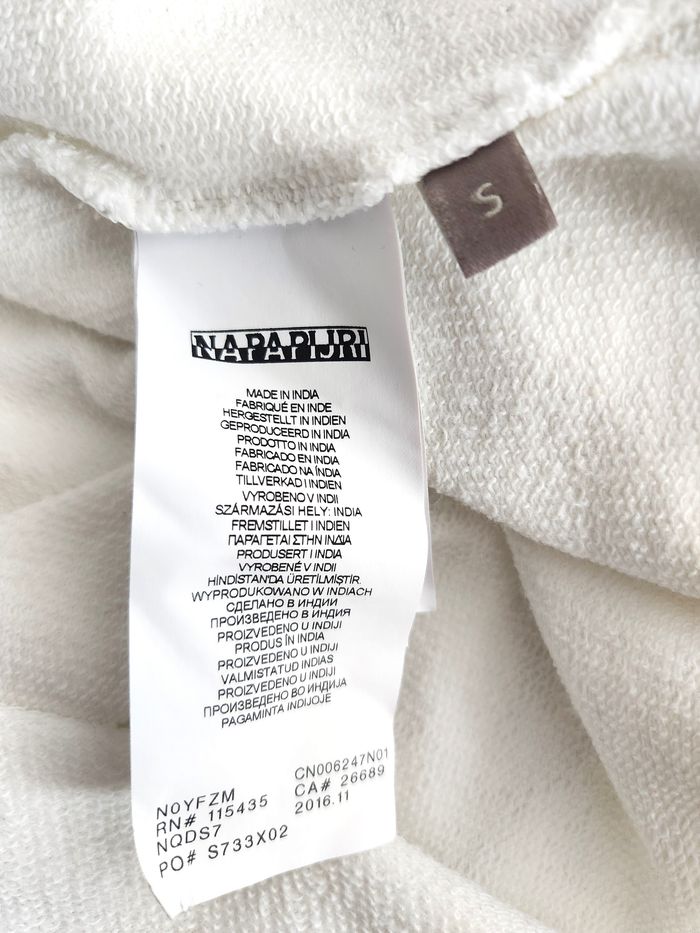 S
NAPAPIJRI
MADE IN INDIA
FABRIQUÉ EN INDE
HERGESTELLT IN INDIEN
GEPRODUCEERD IN INDIA
PRODOTTO IN INDIA
FABRICADO EN INDIA
FABRICADO NA ÍNDIA
TILLVERKAD I INDIEN
VYROBENO V INDII
SZÁRMAZÁSI HELY: INDIA
FREMSTILLET I INDIEN
ΠΑΡΑΓΕΤΑΙ ΣΤΗΝ ΙΝΔΙΑ
PRODUSERT I INDIA
VYROBENÉ V INDII
HİNDİSTAN'DA ÜRETİLMİŞTİR.
WYPRODUKOWANO W INDIACH
СДЕЛАНО В ИНДИИ
ПРОИЗВЕДЕНО В ИНДИЯ
PROIZVEDENO U INDIJI
PRODUS ÎN INDIA
PROIZVEDENO U INDIJI
VALMISTATUD INDIAS
PROIZVEDENO U INDIJI
ПРОИЗВЕДЕНО ВО ИНДИЈА
PAGAMINTA INDIJOJE
N0YFZM CN006247N01
RN# 115435 CA# 26689
NQDS7 2016.11
PO# S733X02